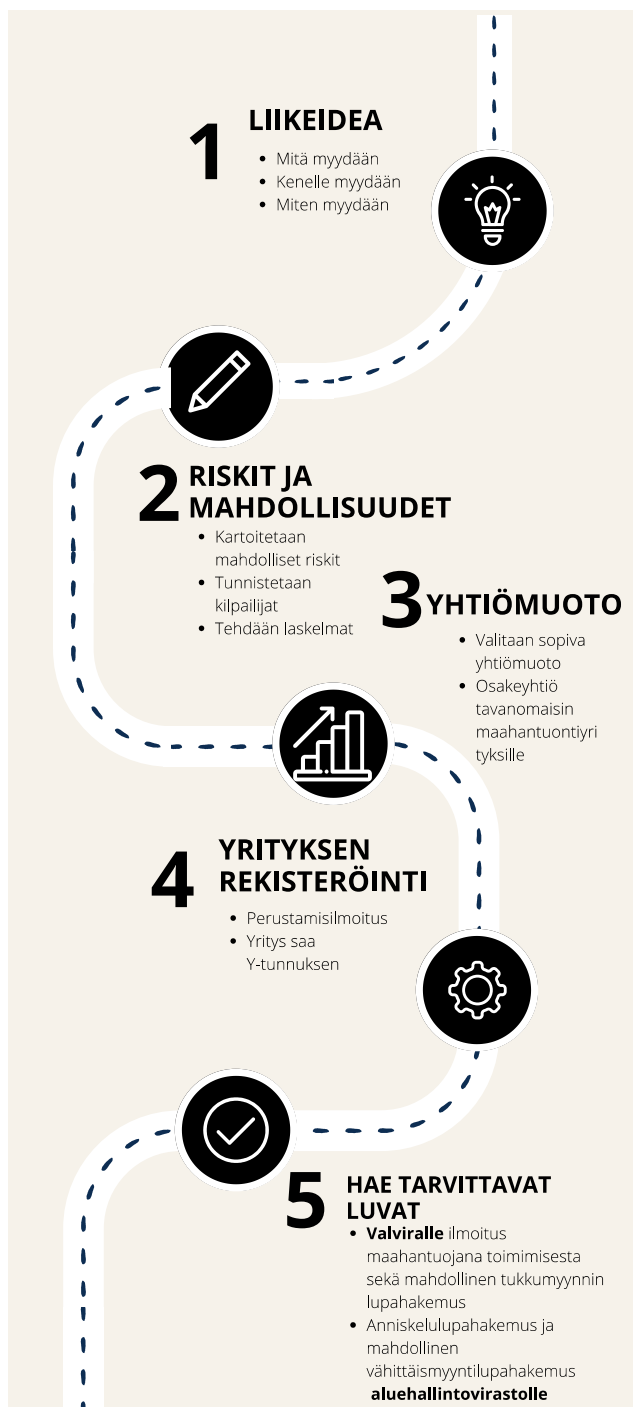 1
LIIKEIDEA
• Mitä myydään
• Kenelle myydään
• Miten myydään
2
RISKIT JA
MAHDOLLISUUDET
• Kartoitetaan
mahdolliset riskit
• Tunnistetaan
kilpailijat
• Tehdään laskelmat
3
YHTIÖMUOTO
• Valitaan sopiva
yhtiömuoto
• Osakeyhtiö
tavanomaisin
maahantuontiyri
tyksille
4
YRITYKSEN
REKISTERÖINTI
• Perustamisilmoitus
• Yritys saa
Y-tunnuksen
5
HAE TARVITTAVAT
LUVAT
• Valviralle ilmoitus
maahantuojana toimimisesta
sekä mahdollinen tukkumyynnin
lupahakemus
• Anniskelulupahakemus ja
mahdollinen
vähittäismyyntilupahakemus
aluehallintovirastolle